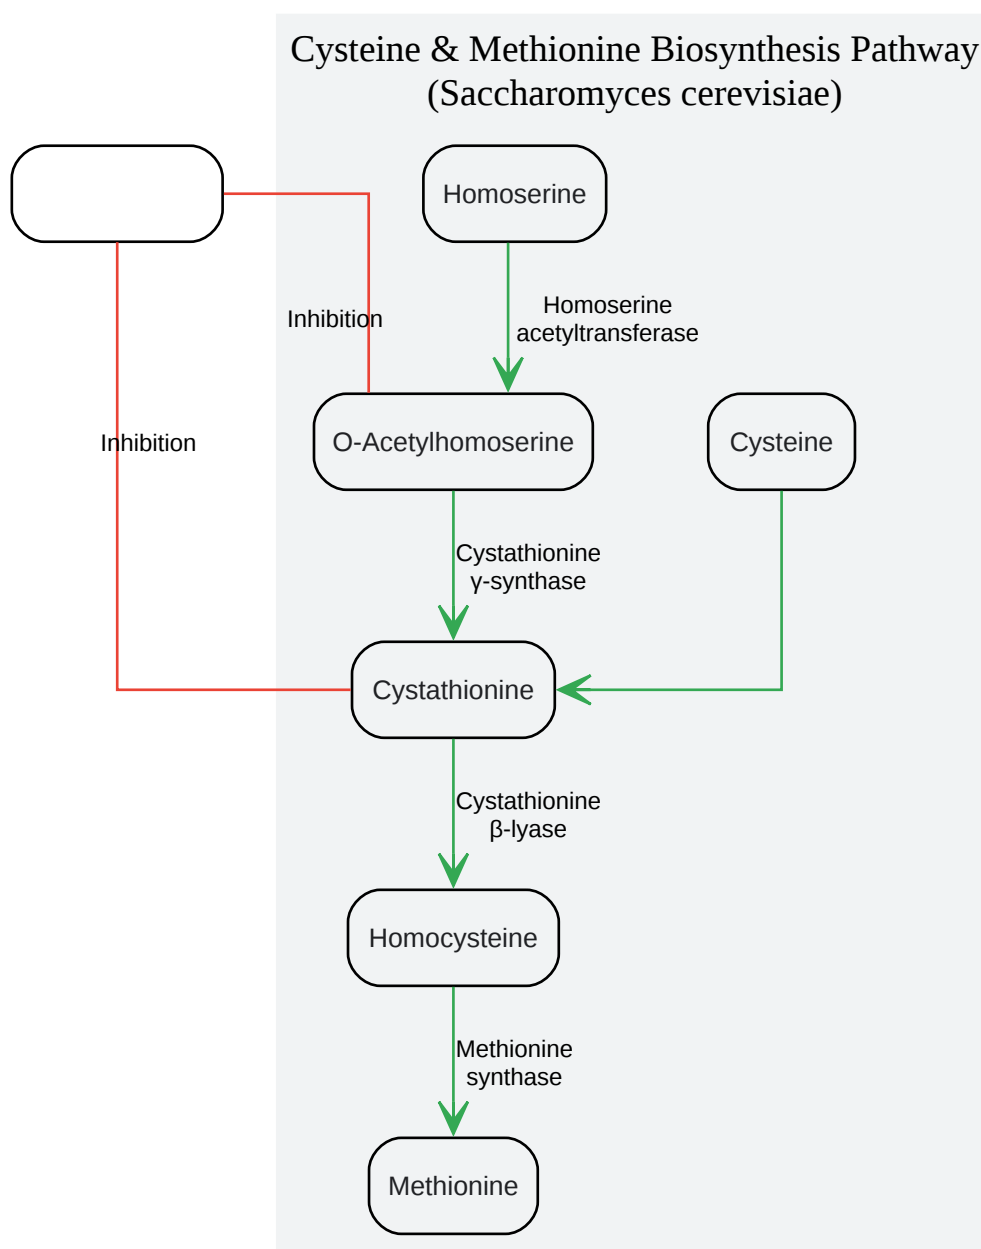 Cysteine & Methionine Biosynthesis Pathway
(Saccharomyces cerevisiae)
Homoserine
Inhibition
Homoserine
acetyltransferase
Inhibition
O-Acetylhomoserine
Cysteine
Cystathionine
γ-synthase
Cystathionine
Cystathionine
β-lyase
Homocysteine
Methionine
synthase
Methionine